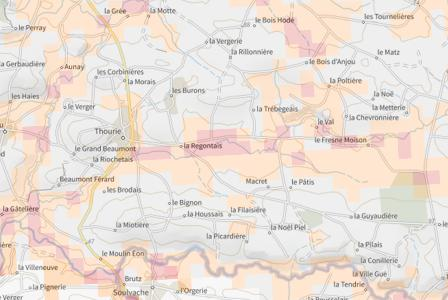 la Grée
la Motte
le Bois Hodé
les Tournelières
le Perray
la Vergerie
la Rillonnière
le Matz
la Gerbaudière
Aunay
le Bois d'Anjou
les Corbinières
la Morais
la Poltière
les Haies
les Burons
la Noë
le Verger
la Trébegeais
la Metterie
la Chevronnière
le Val
Thourie
le Grand Beaumont
la Regontais
le Fresne Moison
la Richotais
Beaumont Férard
Macret
le Pâtis
les Brodais
la Gâtelière
le Bignon
la Houssais
la Filaisière
la Guyaudière
la Miotière
la Noël Piel
la Picardière
47
la Pilais
le Moulin Eon
la Conillerie
la Villeneuve
la Ville Gué
Brutz
la Tendrie
la Pignerie
Soulvache
l'Orgerie